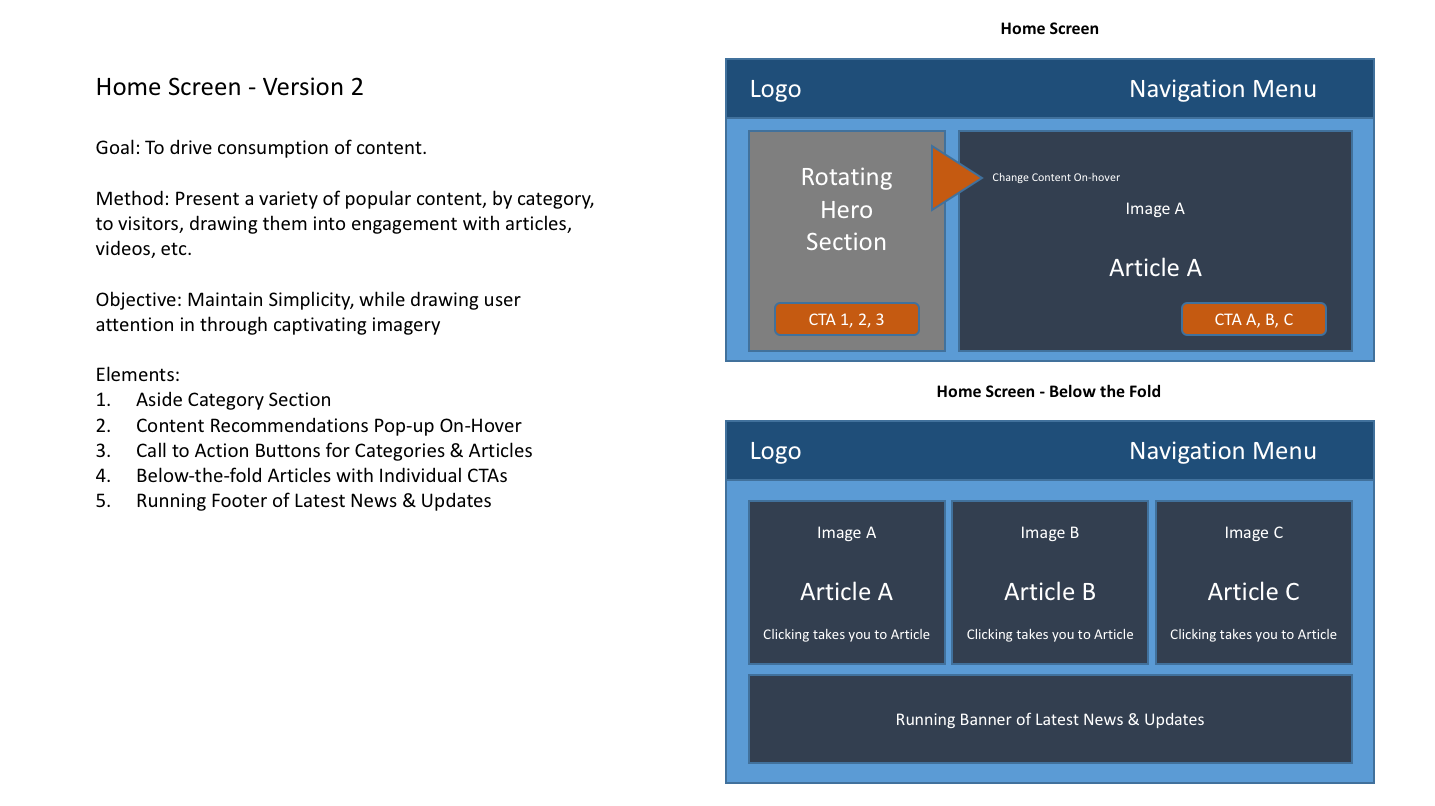 Home Screen - Version 2
Goal: To drive consumption of content.
Method: Present a variety of popular content, by category,
to visitors, drawing them into engagement with articles,
videos, etc.
Objective: Maintain Simplicity, while drawing user
attention in through captivating imagery
Elements:
1. Aside Category Section
2. Content Recommendations Pop-up On-Hover
3. Call to Action Buttons for Categories & Articles
4. Below-the-fold Articles with Individual CTAs
5. Running Footer of Latest News & Updates
Home Screen
Logo
Navigation Menu
Rotating
Hero
Section
CTA 1, 2, 3
Change Content On-hover
Image A
Article A
CTA A, B, C
Home Screen - Below the Fold
Logo
Navigation Menu
Image A
Article A
Clicking takes you to Article
Image B
Article B
Clicking takes you to Article
Image C
Article C
Clicking takes you to Article
Running Banner of Latest News & Updates